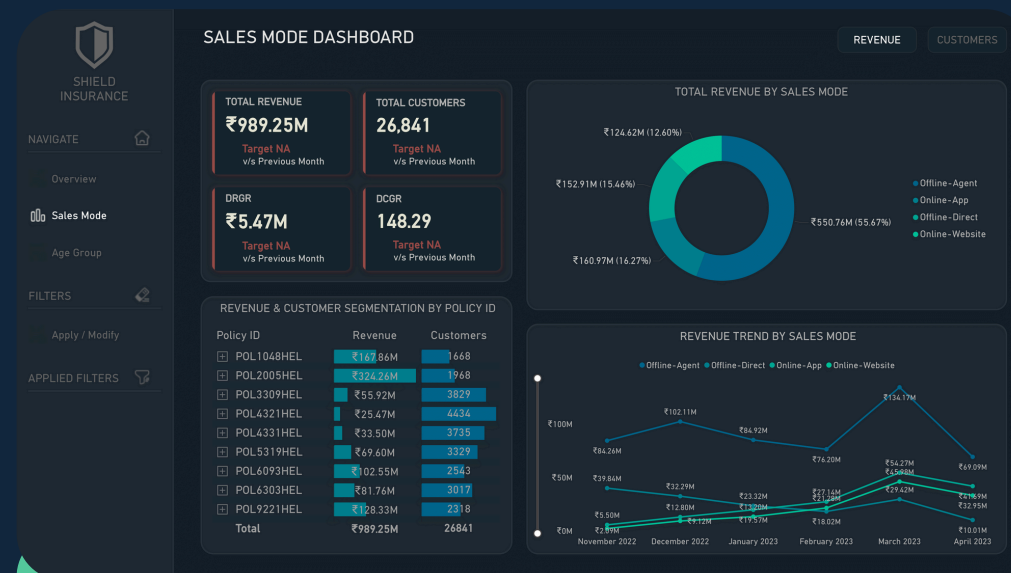 SHIELD
INSURANCE
NAVIGATE
Overview
Sales Mode
Age Group
FILTERS
Apply / Modify
APPLIED FILTERS
SALES MODE DASHBOARD
REVENUE
CUSTOMERS
TOTAL REVENUE
₹989.25M
Target NA
v/s Previous Month
TOTAL CUSTOMERS
26,841
Target NA
v/s Previous Month
DRGR
₹5.47M
Target NA
v/s Previous Month
DCGR
148.29
Target NA
v/s Previous Month
TOTAL REVENUE BY SALES MODE
₹124.62M (12.60%)
₹152.91M (15.46%)
₹160.97M (16.27%)
₹550.76M (55.67%)
Offline-Agent
Online-App
Offline-Direct
Online-Website
REVENUE & CUSTOMER SEGMENTATION BY POLICY ID
Policy ID Revenue Customers
POL1048HEL ₹167.86M 1668
POL2005HEL ₹324.26M 1968
POL3309HEL ₹55.92M 3829
POL4321HEL ₹25.47M 4434
POL4331HEL ₹33.50M 3735
POL5319HEL ₹69.60M 3329
POL6093HEL ₹102.55M 2543
POL6303HEL ₹81.76M 3017
POL9221HEL ₹128.33M 2318
Total ₹989.25M 26841
REVENUE TREND BY SALES MODE
Offline-Agent Offline-Direct Online-App Online-Website
₹100M
₹50M
₹0M
₹84.26M
₹102.11M
₹84.92M
₹76.20M
₹134.17M
₹69.09M
₹39.84M
₹32.29M
₹23.32M
₹18.02M
₹29.42M
₹10.01M
₹5.50M
₹12.80M
₹19.57M
₹27.14M
₹54.27M
₹9.12M
₹21.28M
₹32.95M
November 2022 December 2022 January 2023 February 2023 March 2023 April 2023